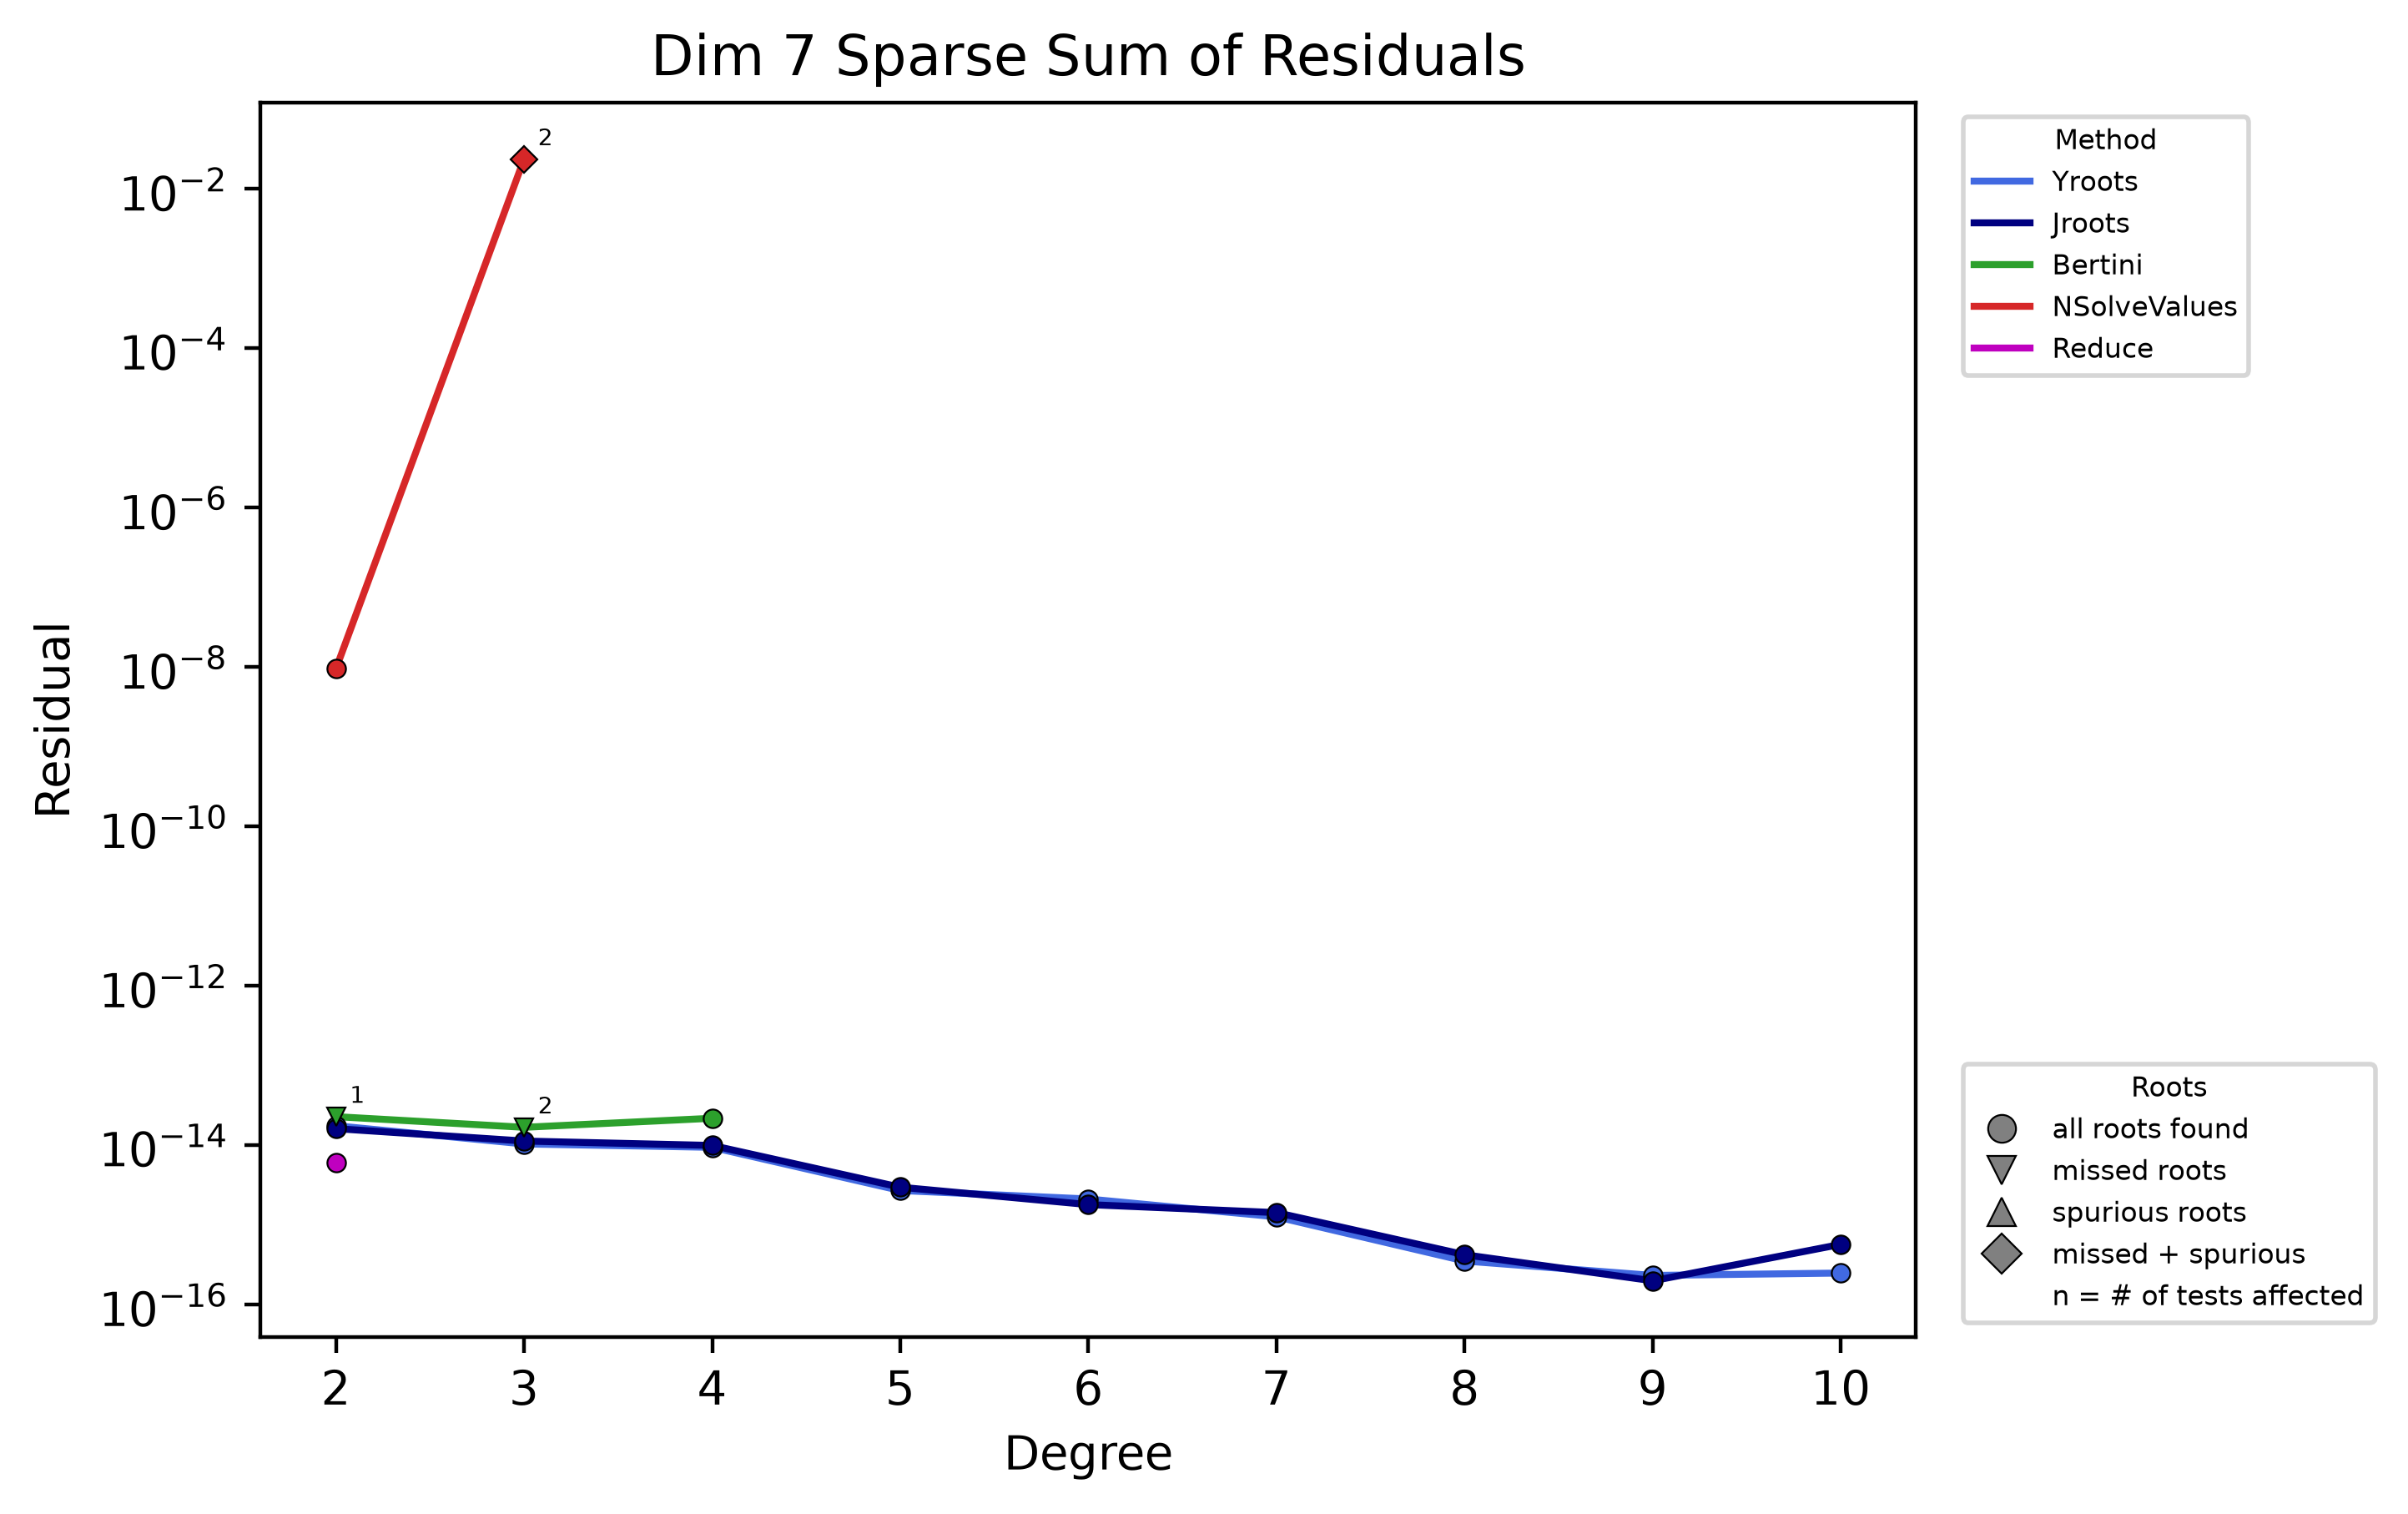 Dim 7 Sparse Sum of Residuals
Residual
10⁻²
10⁻⁴
10⁻⁶
10⁻⁸
10⁻¹⁰
10⁻¹²
10⁻¹⁴
10⁻¹⁶
2
1
2
2 3 4 5 6 7 8 9 10
Degree
Method
Yroots
Jroots
Bertini
NSolveValues
Reduce
Roots
all roots found
missed roots
spurious roots
missed + spurious
n = # of tests affected